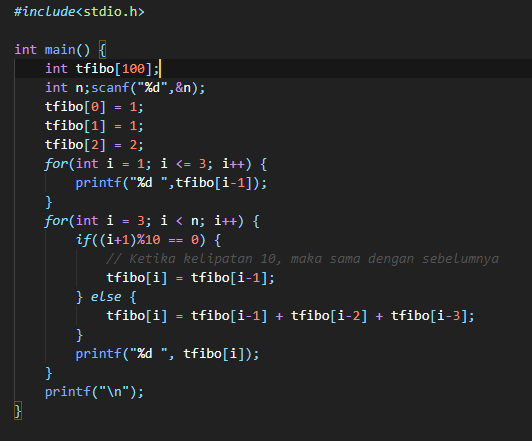 #include<stdio.h>
int main() {
int tfibo[100];
int n;scanf("%d",&n);
tfibo[0] = 1;
tfibo[1] = 1;
tfibo[2] = 2;
for(int i = 1; i <= 3; i++) {
printf("%d ",tfibo[i-1]);
}
for(int i = 3; i < n; i++) {
if((i+1)%10 == 0) {
// Ketika kelipatan 10, maka sama dengan sebelumnya
tfibo[i] = tfibo[i-1];
} else {
tfibo[i] = tfibo[i-1] + tfibo[i-2] + tfibo[i-3];
}
printf("%d ", tfibo[i]);
}
printf("\n");
}